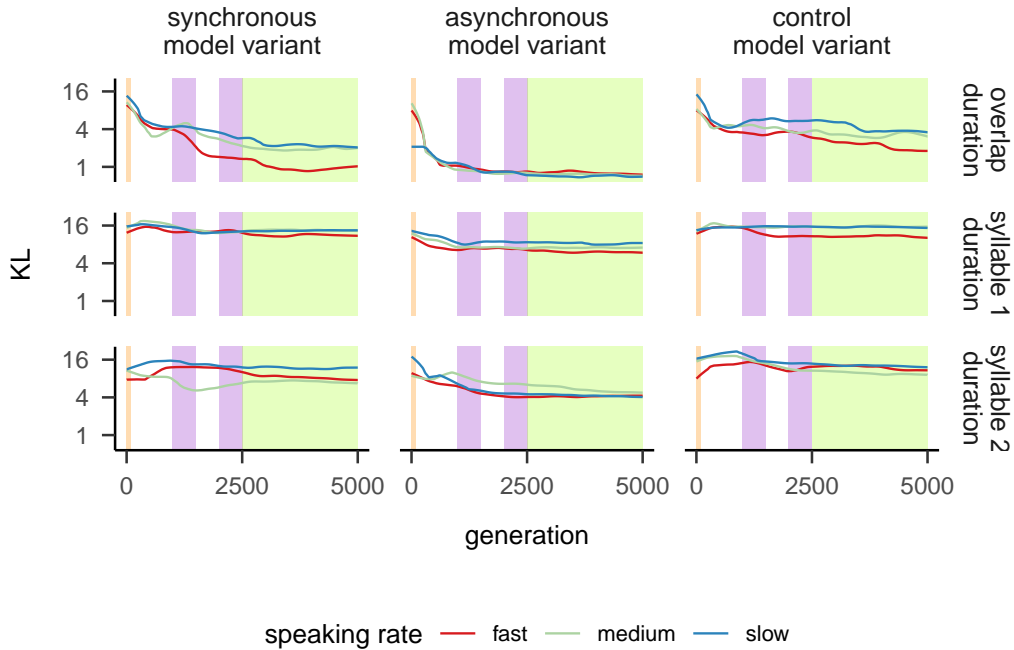 synchronous
model variant
asynchronous
model variant
control
model variant
KL
16
4
1
overlap
duration
16
4
1
syllable 1
duration
16
4
1
syllable 2
duration
0
2500
5000
0
2500
5000
0
2500
5000
generation
speaking rate fast medium slow